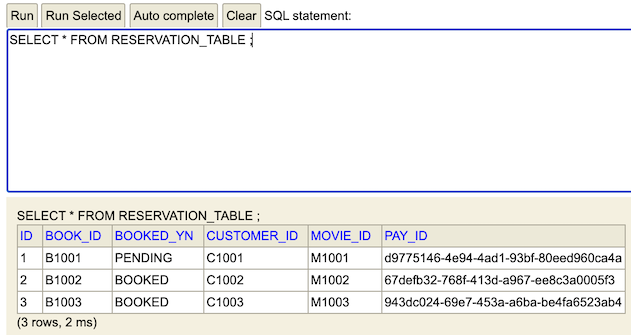 Run Run Selected Auto complete Clear SQL statement:
SELECT * FROM RESERVATION_TABLE ;
SELECT * FROM RESERVATION_TABLE ;
ID BOOK_ID BOOKED_YN CUSTOMER_ID MOVIE_ID PAY_ID
1 B1001 PENDING C1001 M1001 d9775146-4e94-4ad1-93bf-80eed960ca4a
2 B1002 BOOKED C1002 M1002 67defb32-768f-413d-a967-ee8c3a0005f3
3 B1003 BOOKED C1003 M1003 943dc024-69e7-453a-a6ba-be4fa6523ab4
(3 rows, 2 ms)